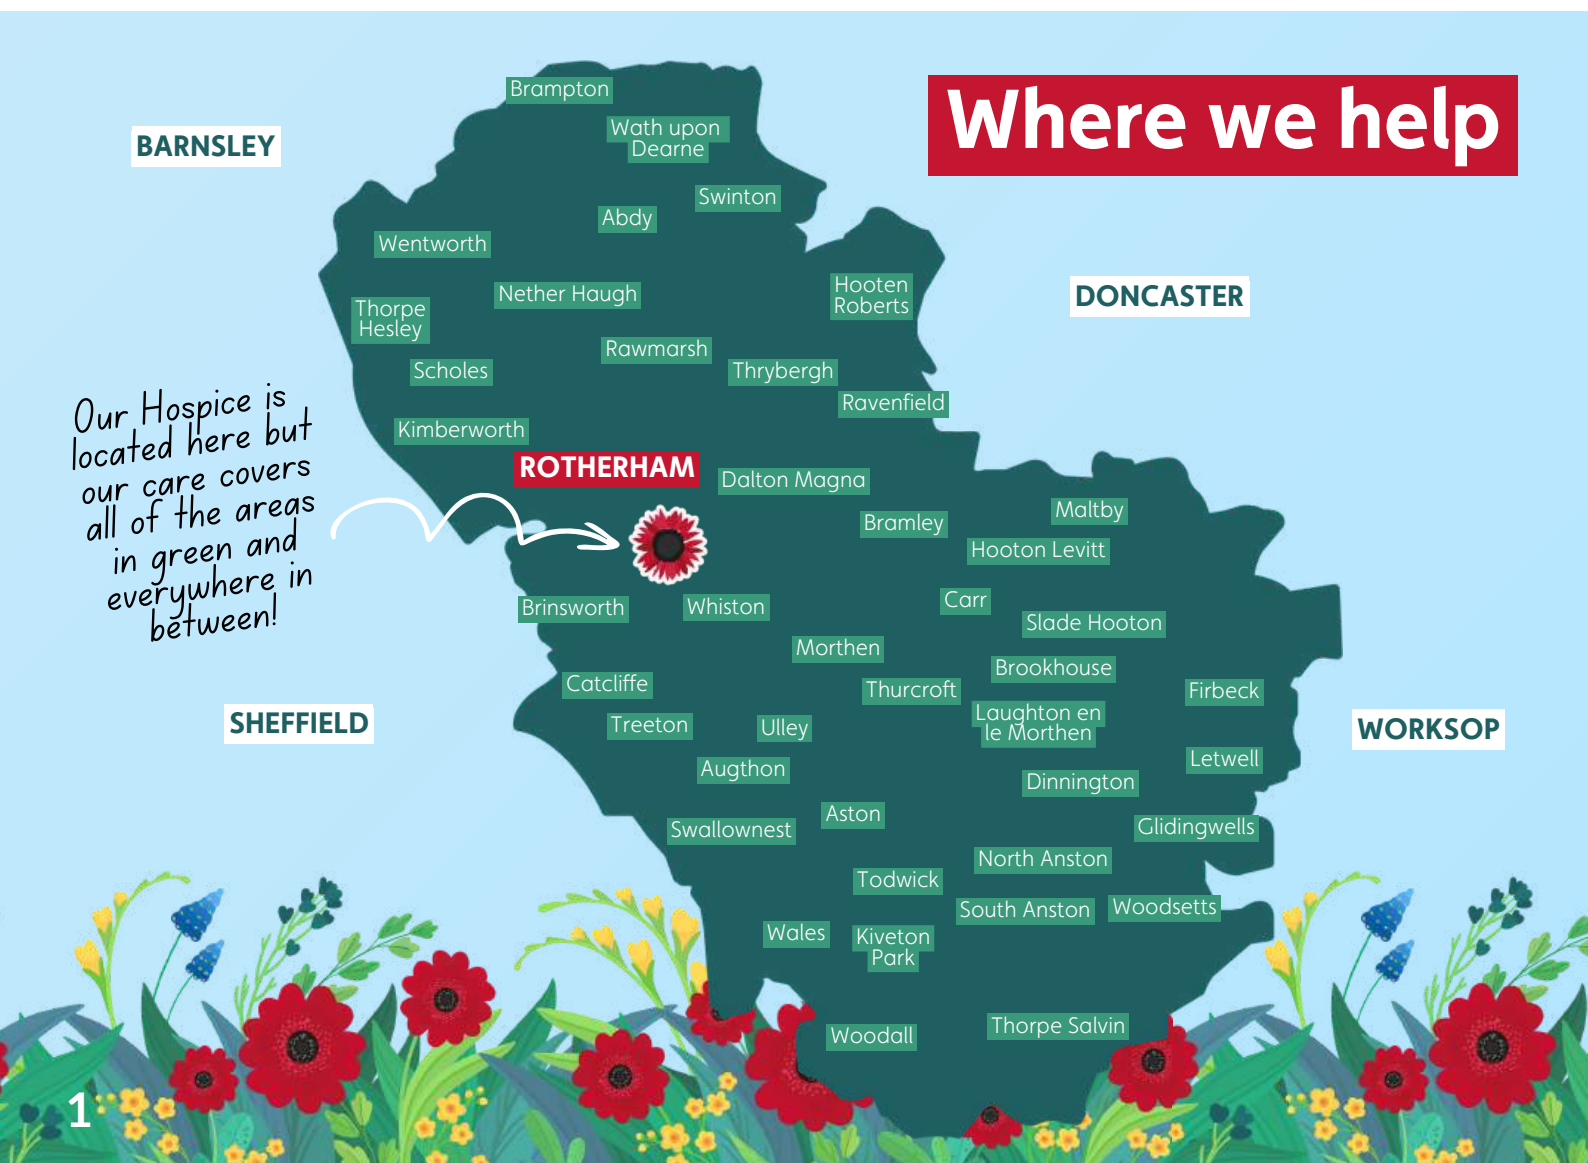 Where we help
BARNSLEY
DONCASTER
SHEFFIELD
WORKSOP
Our Hospice is
located here but
our care covers
all of the areas
in green and
everywhere in
between!
Brampton
Wath upon
Dearne
Swinton
Abdy
Wentworth
Nether Haugh
Hooten
Roberts
Thorpe
Hesley
Rawmarsh
Scholes
Thrybergh
Ravenfield
Kimberworth
ROTHERHAM
Dalton Magna
Maltby
Bramley
Hooton Levitt
Carr
Brinsworth
Whiston
Slade Hooton
Morthen
Brookhouse
Catcliffe
Thurcroft
Firbeck
Laughton en
le Morthen
Treeton
Ulley
Letwell
Augthon
Dinnington
Aston
Swallownest
Glidingwells
North Anston
Todwick
South Anston
Woodsetts
Wales
Kiveton
Park
Woodall
Thorpe Salvin
1